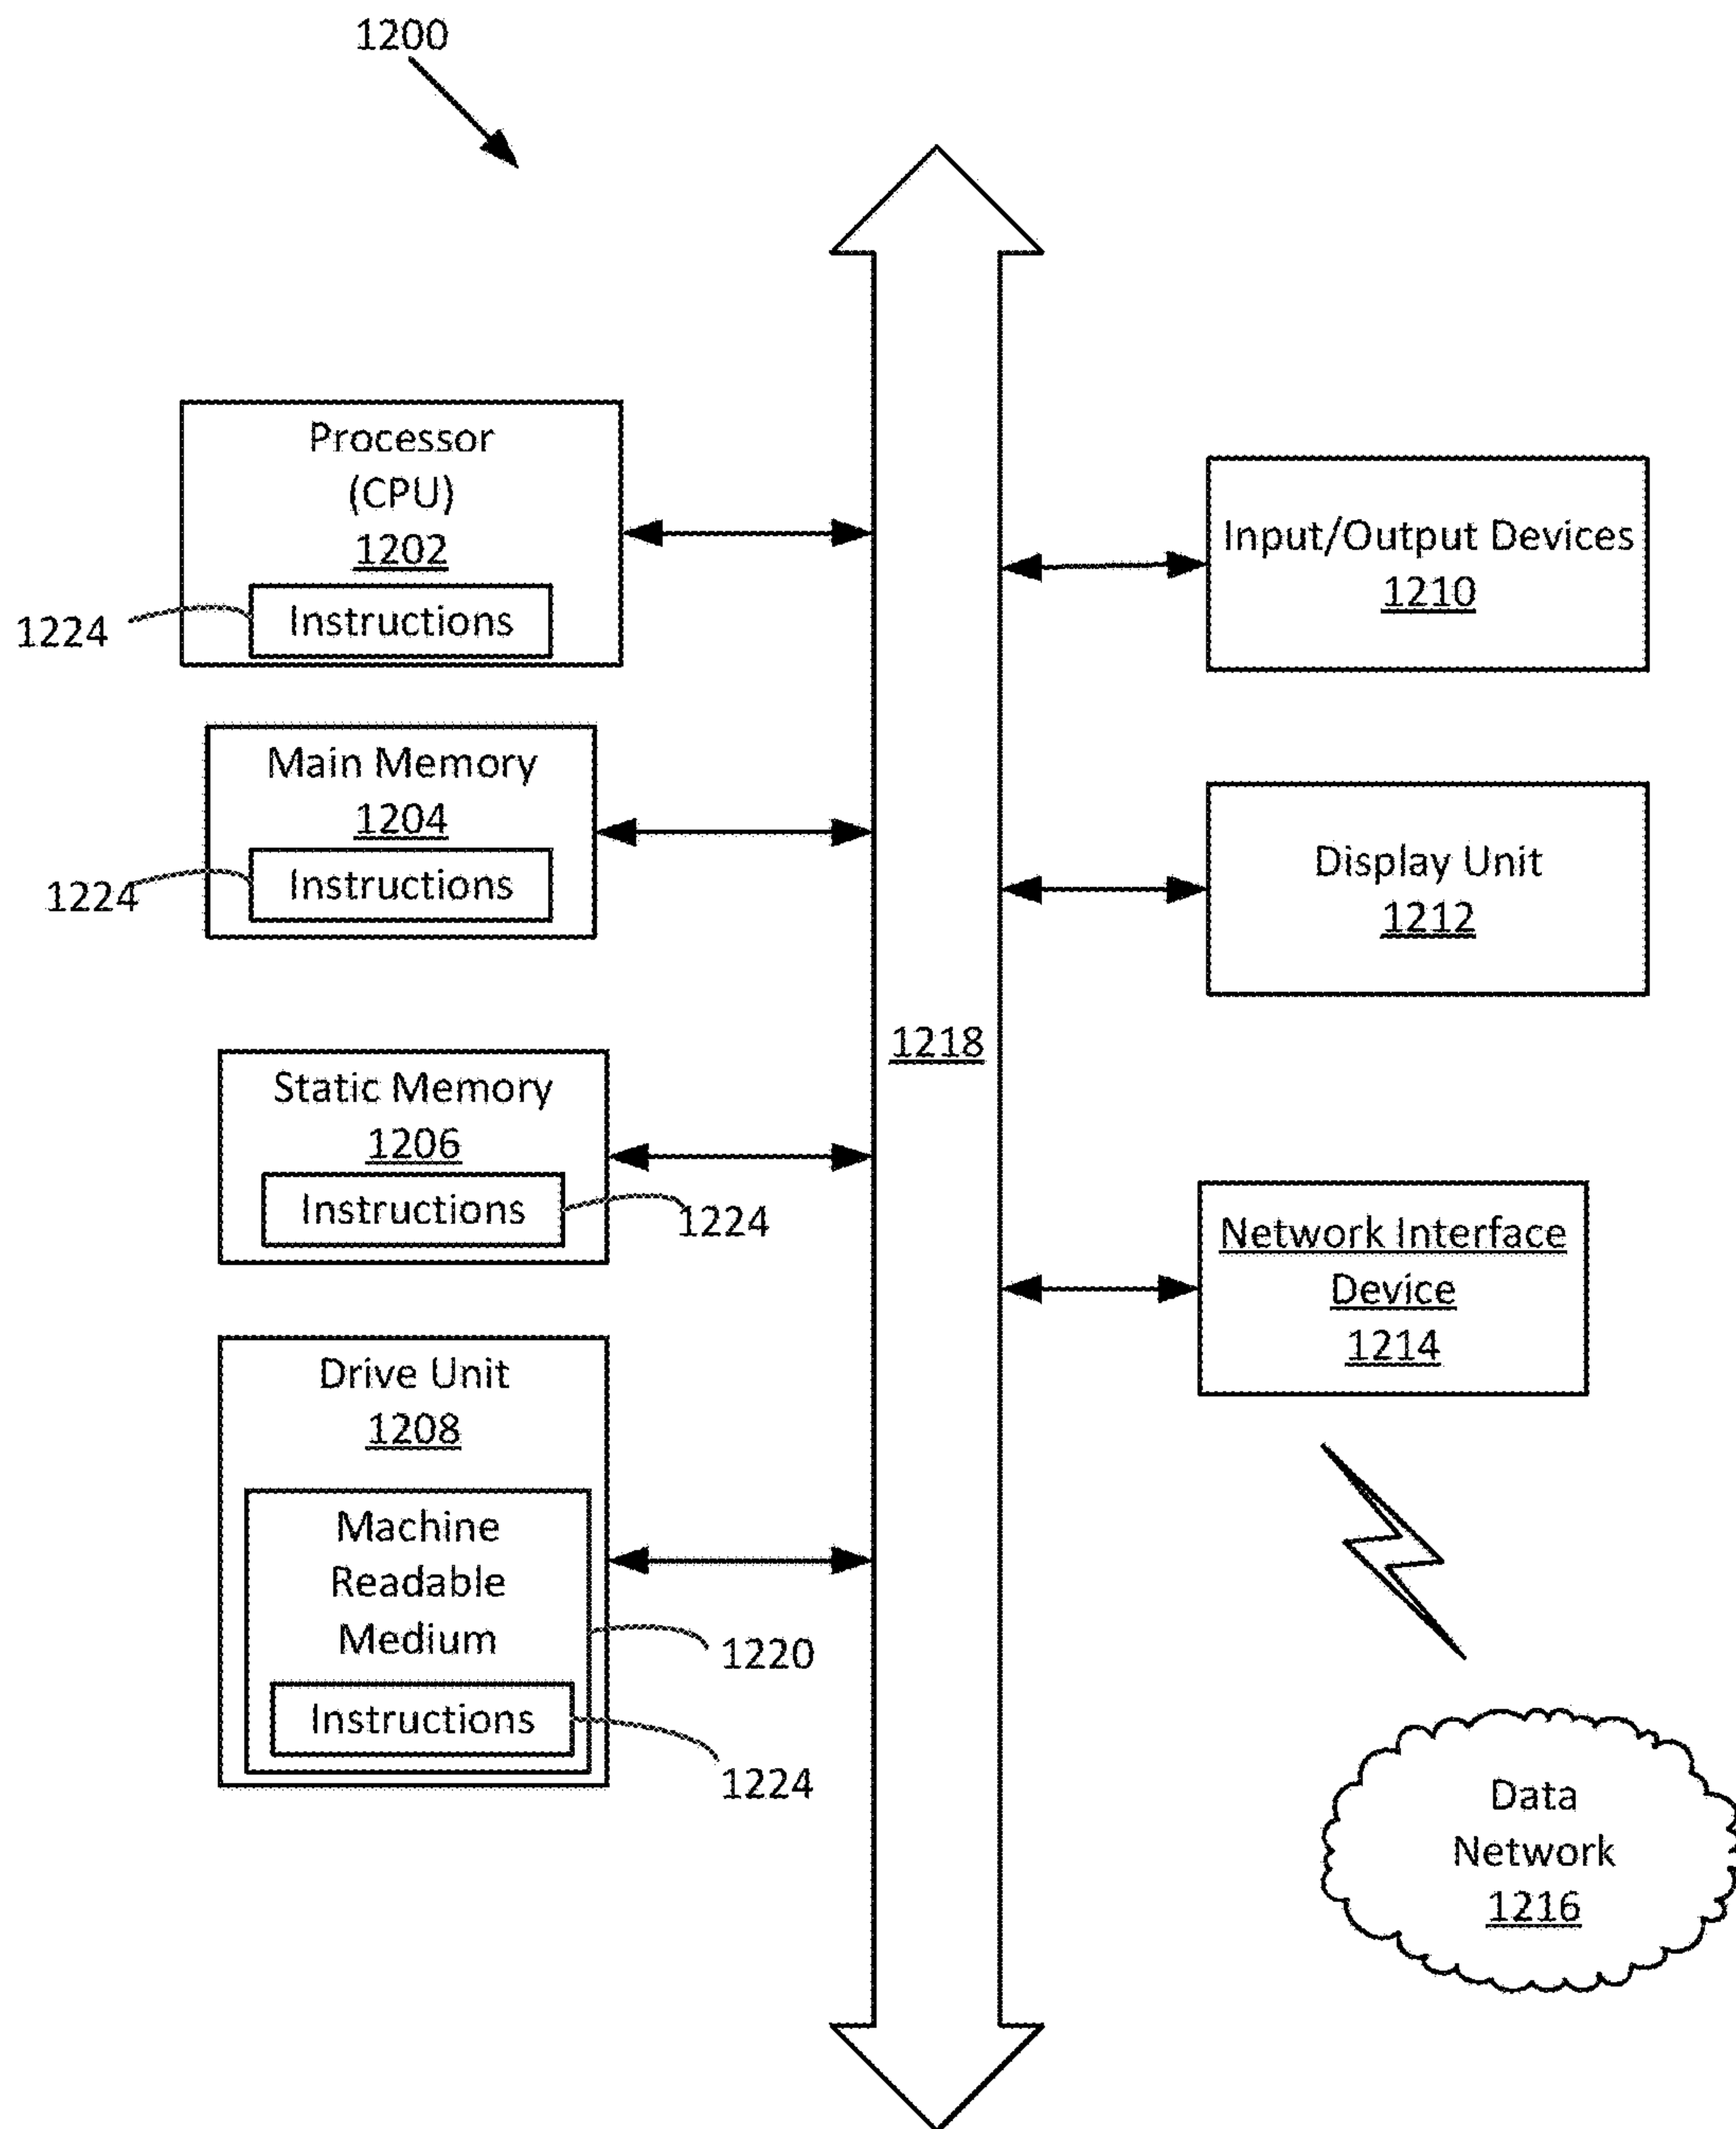 1200
Processor
(CPU)
1202
Instructions
1224
Main Memory
1204
Instructions
1224
Static Memory
1206
Instructions
1224
Drive Unit
1208
Machine
Readable
Medium
1220
Instructions
1224
1218
Input/Output Devices
1210
Display Unit
1212
Network Interface
Device
1214
Data
Network
1216